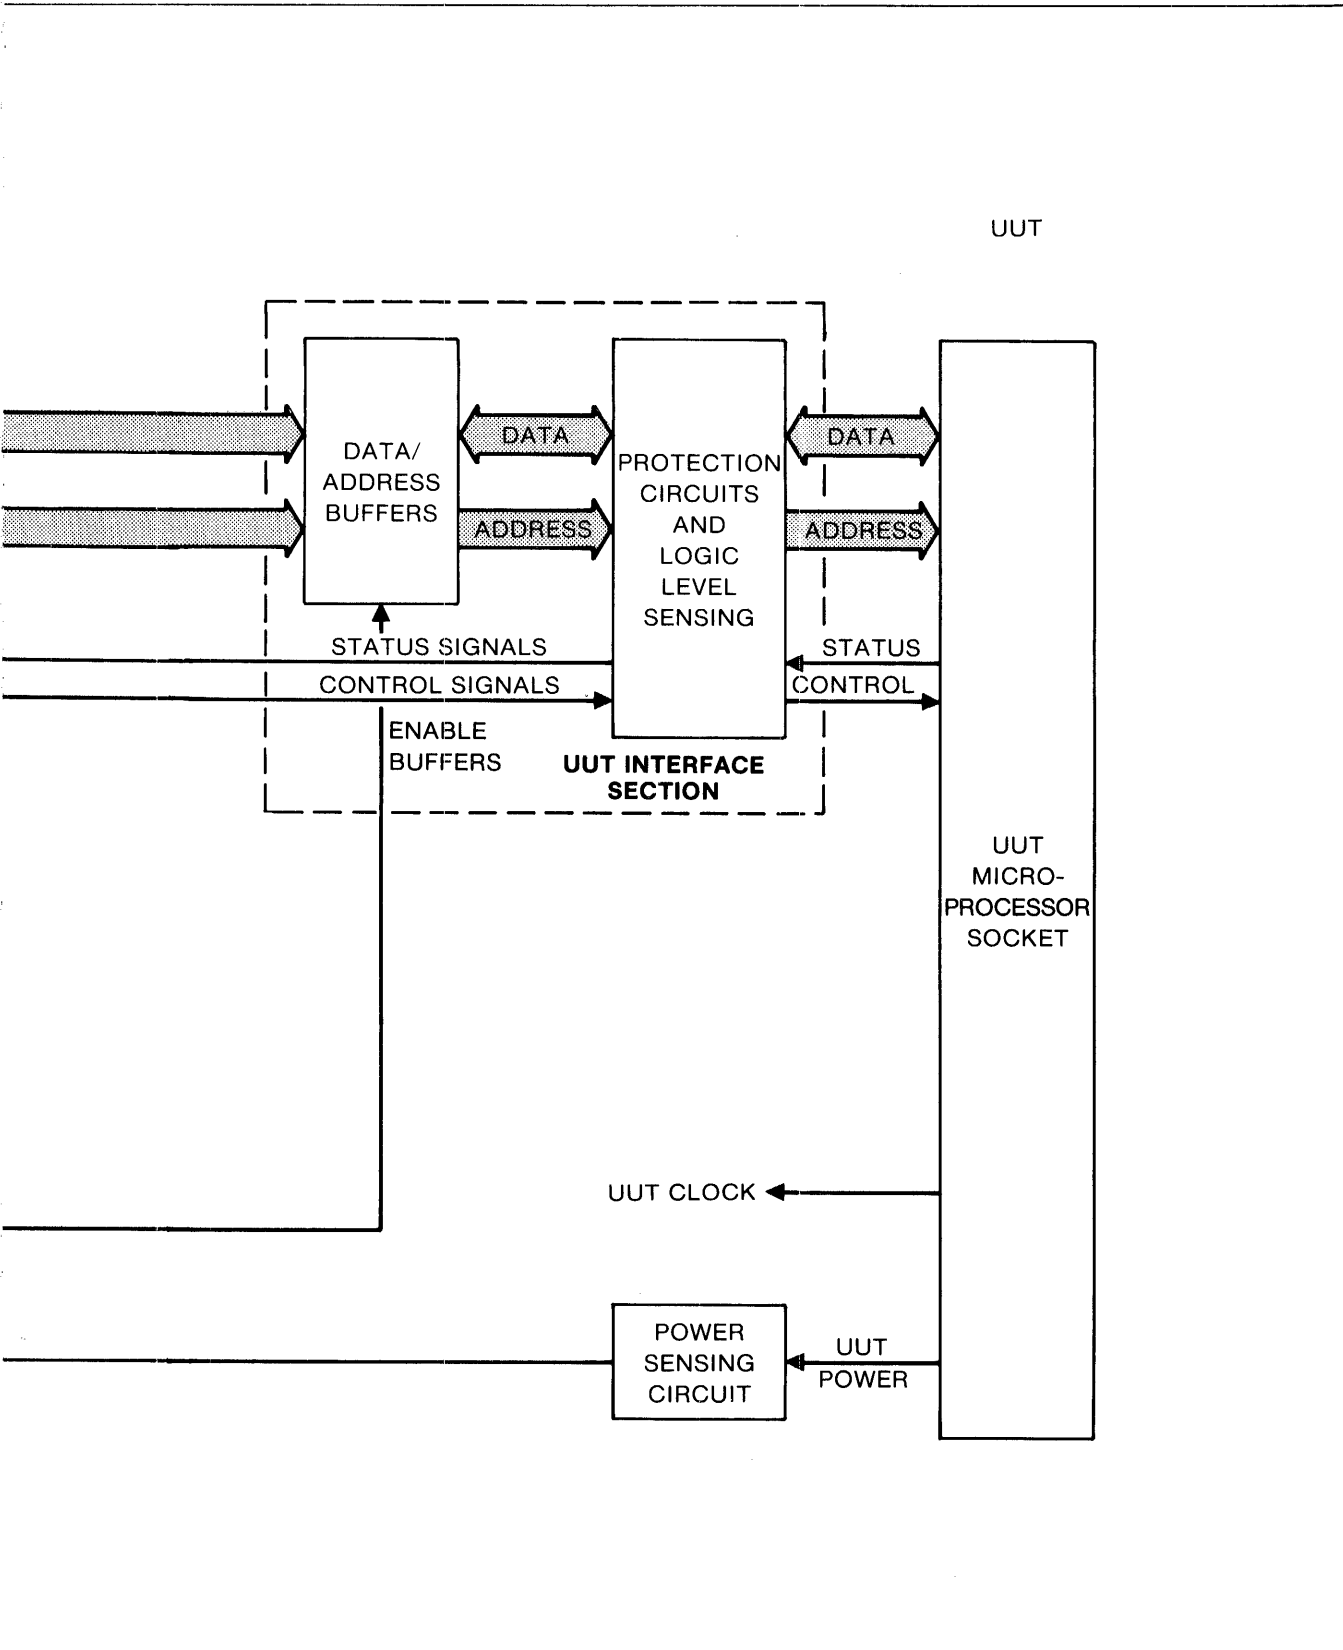 UUT
DATA/
ADDRESS
BUFFERS
DATA
ADDRESS
PROTECTION
CIRCUITS
AND
LOGIC
LEVEL
SENSING
DATA
ADDRESS
STATUS SIGNALS
CONTROL SIGNALS
STATUS
CONTROL
ENABLE
BUFFERS
UUT INTERFACE
SECTION
UUT
MICRO-
PROCESSOR
SOCKET
UUT CLOCK
POWER
SENSING
CIRCUIT
UUT
POWER